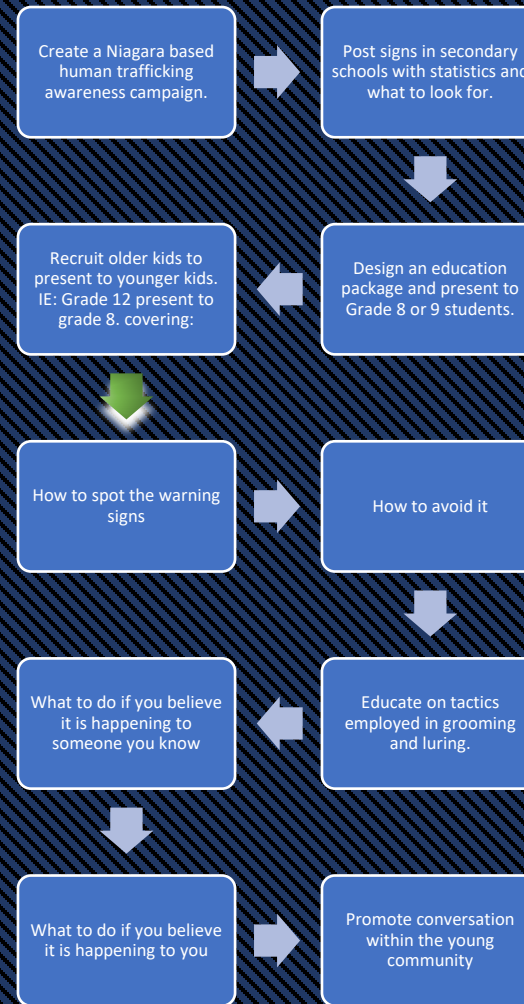 Create a Niagara based
human trafficking
awareness campaign.
Post signs in secondary
schools with statistics and
what to look for.
Design an education
package and present to
Grade 8 or 9 students.
Recruit older kids to
present to younger kids.
IE: Grade 12 present to
grade 8. covering:
How to spot the warning
signs
How to avoid it
Educate on tactics
employed in grooming
and luring.
What to do if you believe
it is happening to
someone you know
What to do if you believe
it is happening to you
Promote conversation
within the young
community